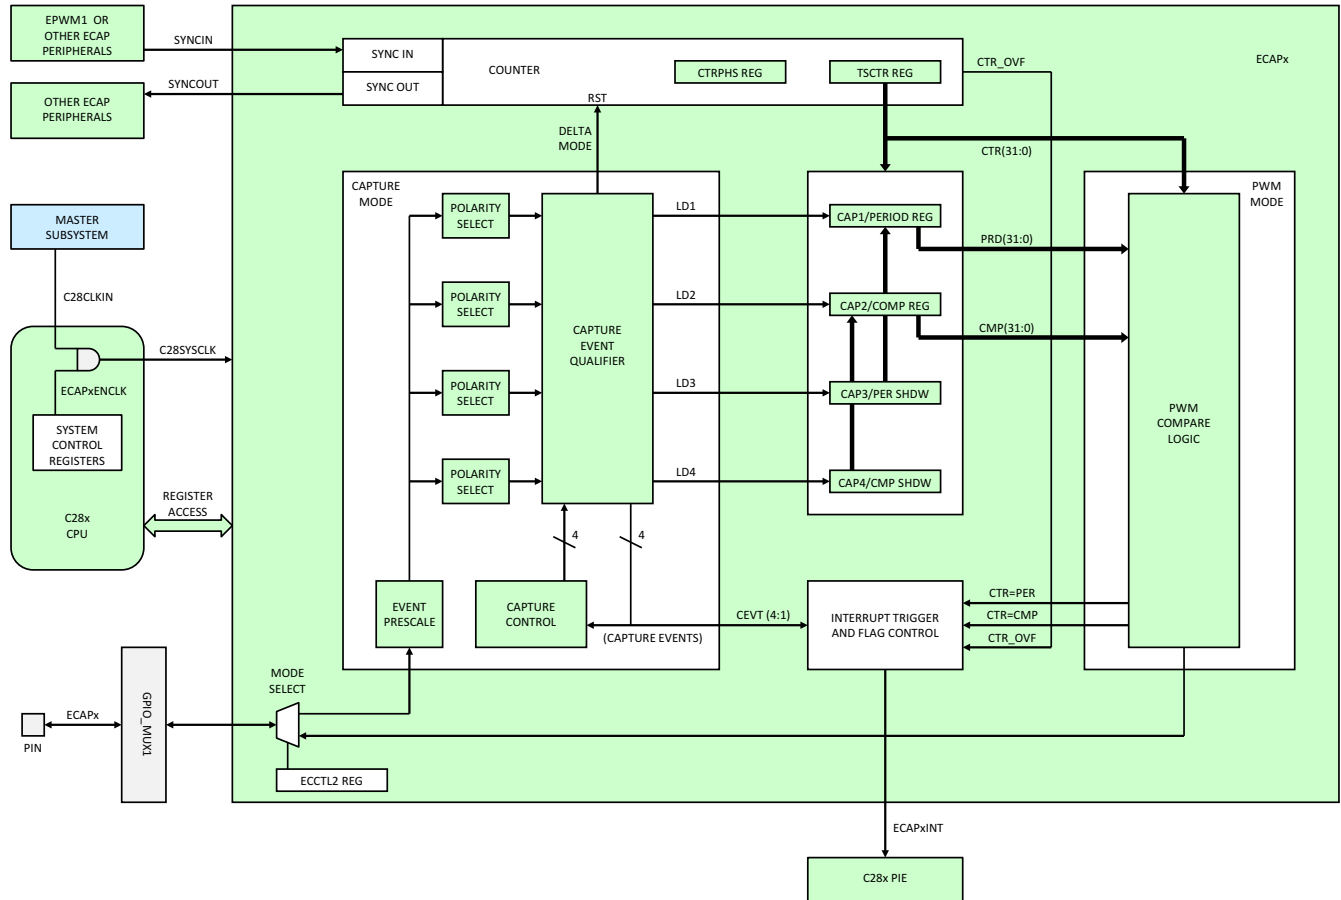 EPWM1 OR
OTHER ECAP
PERIPHERALS
SYNCIN
SYNC IN
COUNTER
CTRPHS REG
TSCTR REG
CTR_OVF
ECAPx
SYNCOUT
SYNC OUT
OTHER ECAP
PERIPHERALS
RST
DELTA
MODE
CTR(31:0)
CAPTURE
MODE
PWM
MODE
POLARITY
SELECT
LD1
CAP1/PERIOD REG
PRD(31:0)
MASTER
SUBSYSTEM
C28CLKIN
POLARITY
SELECT
LD2
CAP2/COMP REG
CMP(31:0)
CAPTURE
EVENT
QUALIFIER
C28SYSCLK
ECAPxENCLK
POLARITY
SELECT
LD3
CAP3/PER SHDW
PWM
COMPARE
LOGIC
SYSTEM
CONTROL
REGISTERS
POLARITY
SELECT
LD4
CAP4/CMP SHDW
REGISTER
ACCESS
C28x
CPU
4
4
EVENT
PRESCALE
CAPTURE
CONTROL
CEVT (4:1)
(CAPTURE EVENTS)
INTERRUPT TRIGGER
AND FLAG CONTROL
CTR=PER
CTR=CMP
CTR_OVF
MODE
SELECT
GPIO_MUX1
ECAPx
PIN
ECCTL2 REG
ECAPxINT
C28x PIE